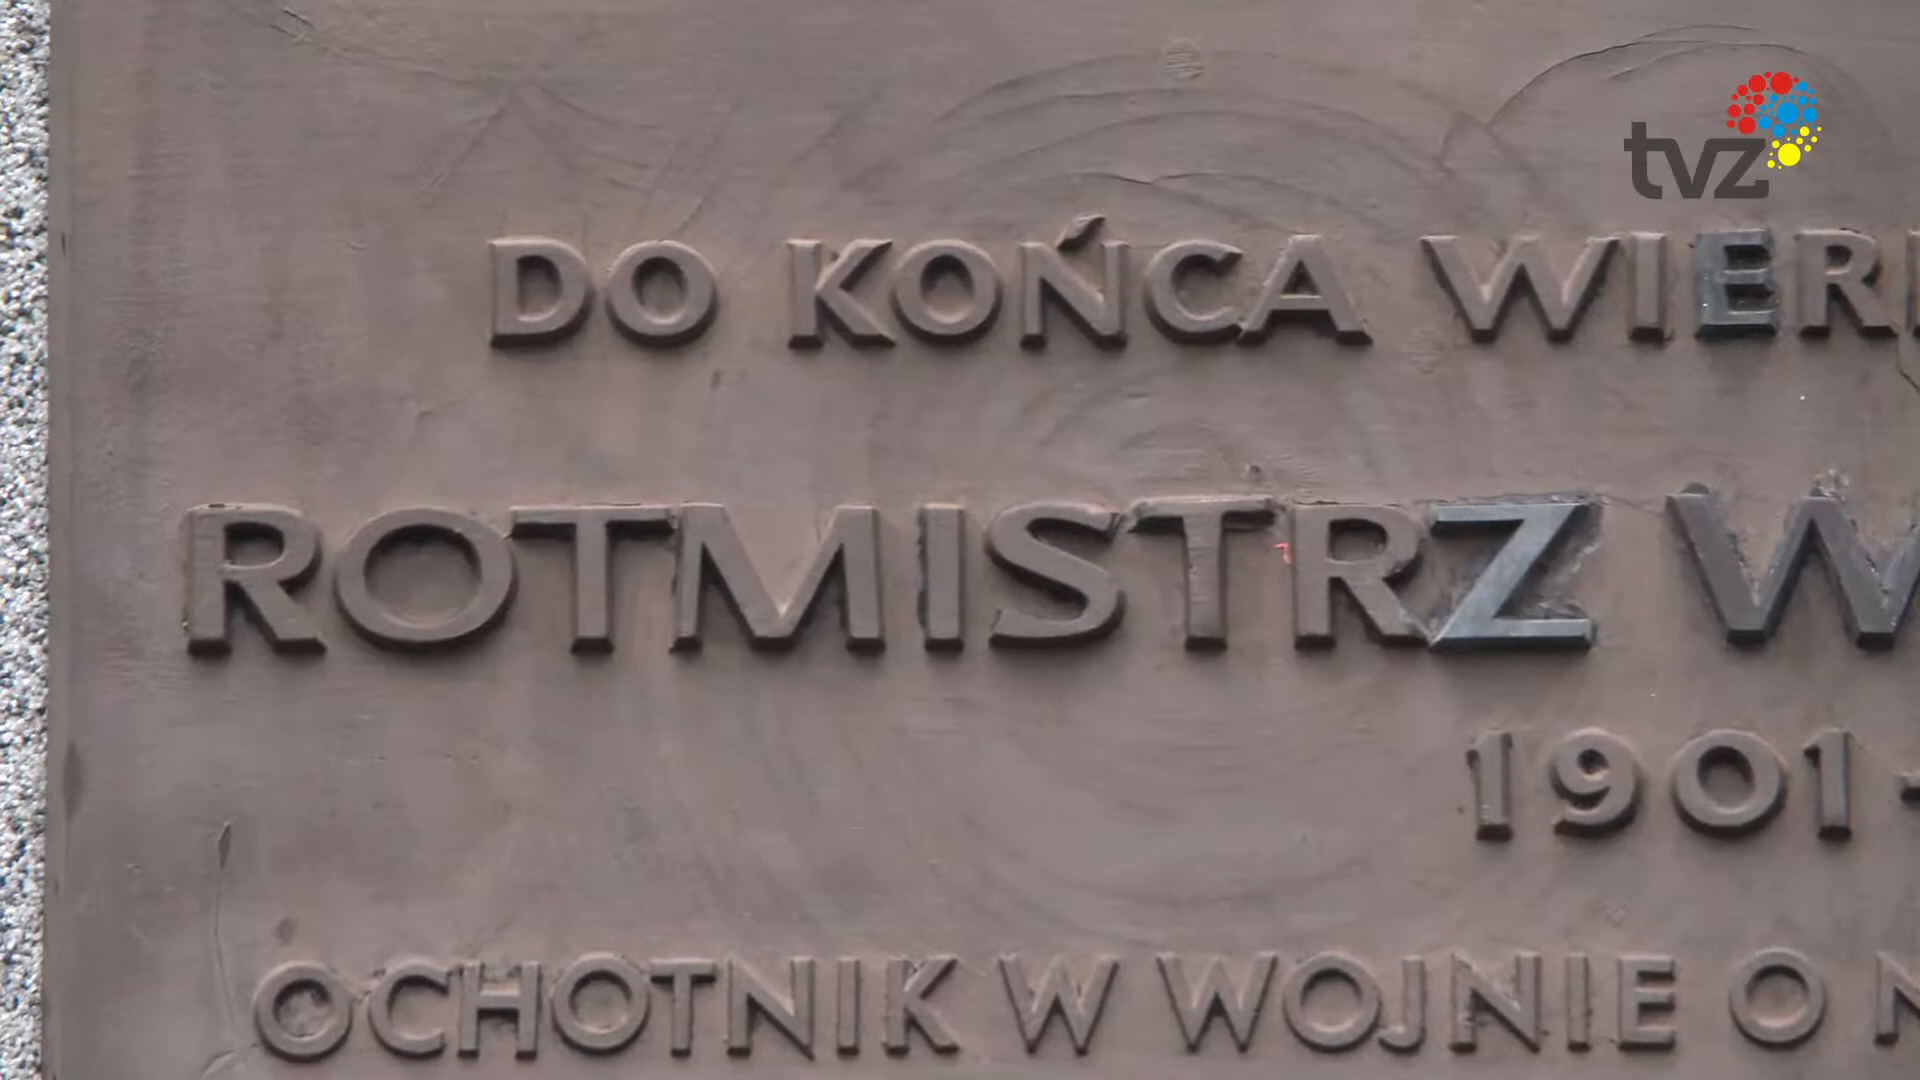 tvz
DO KOŃCA WIER
ROTMISTRZ W
1901 -
OCHOTNIK W WOJNIE O N